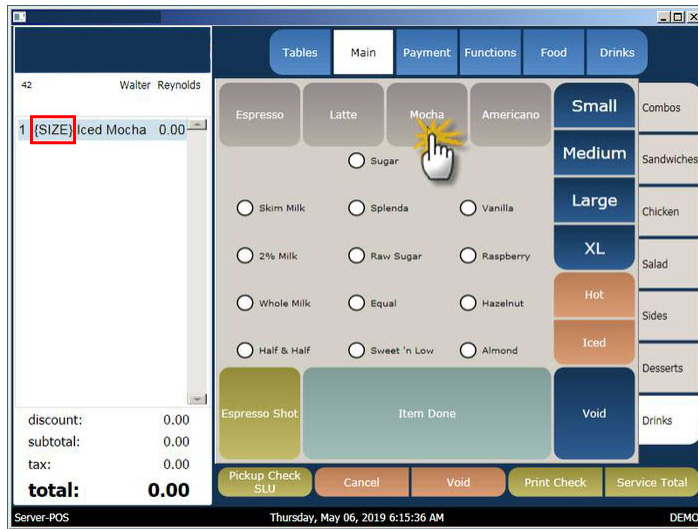 Tables Main Payment Functions Food Drinks
42 Walter Reynolds
1 {SIZE} Iced Mocha 0.00
Espresso Latte Mocha Americano
Small
Medium
Large
XL
Hot
Iced
Sugar
Skim Milk Splenda Vanilla
2% Milk Raw Sugar Raspberry
Whole Milk Equal Hazelnut
Half & Half Sweet 'n Low Almond
Espresso Shot Item Done Void
Combos
Sandwiches
Chicken
Salad
Sides
Desserts
Drinks
discount: 0.00
subtotal: 0.00
tax: 0.00
total: 0.00
Pickup Check
SLU
Cancel Void Print Check Service Total
Server-POS Thursday, May 06, 2019 6:15:36 AM DEMO